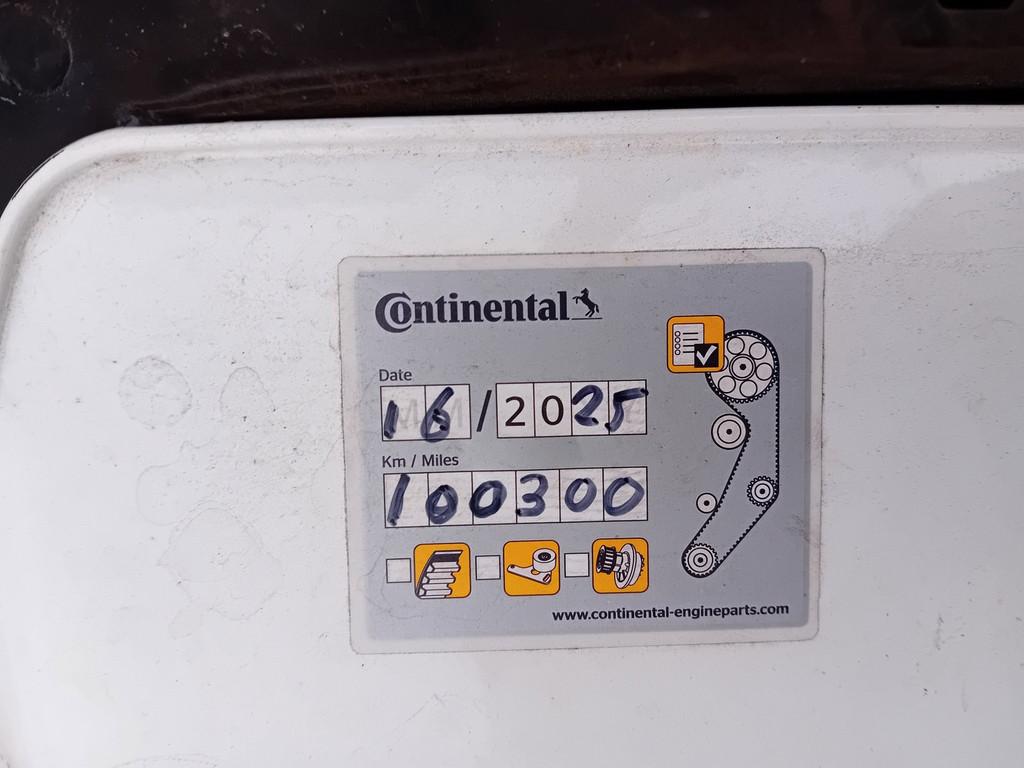 Continental
Date
16/2025
Km / Miles
100300
www.continental-engineparts.com